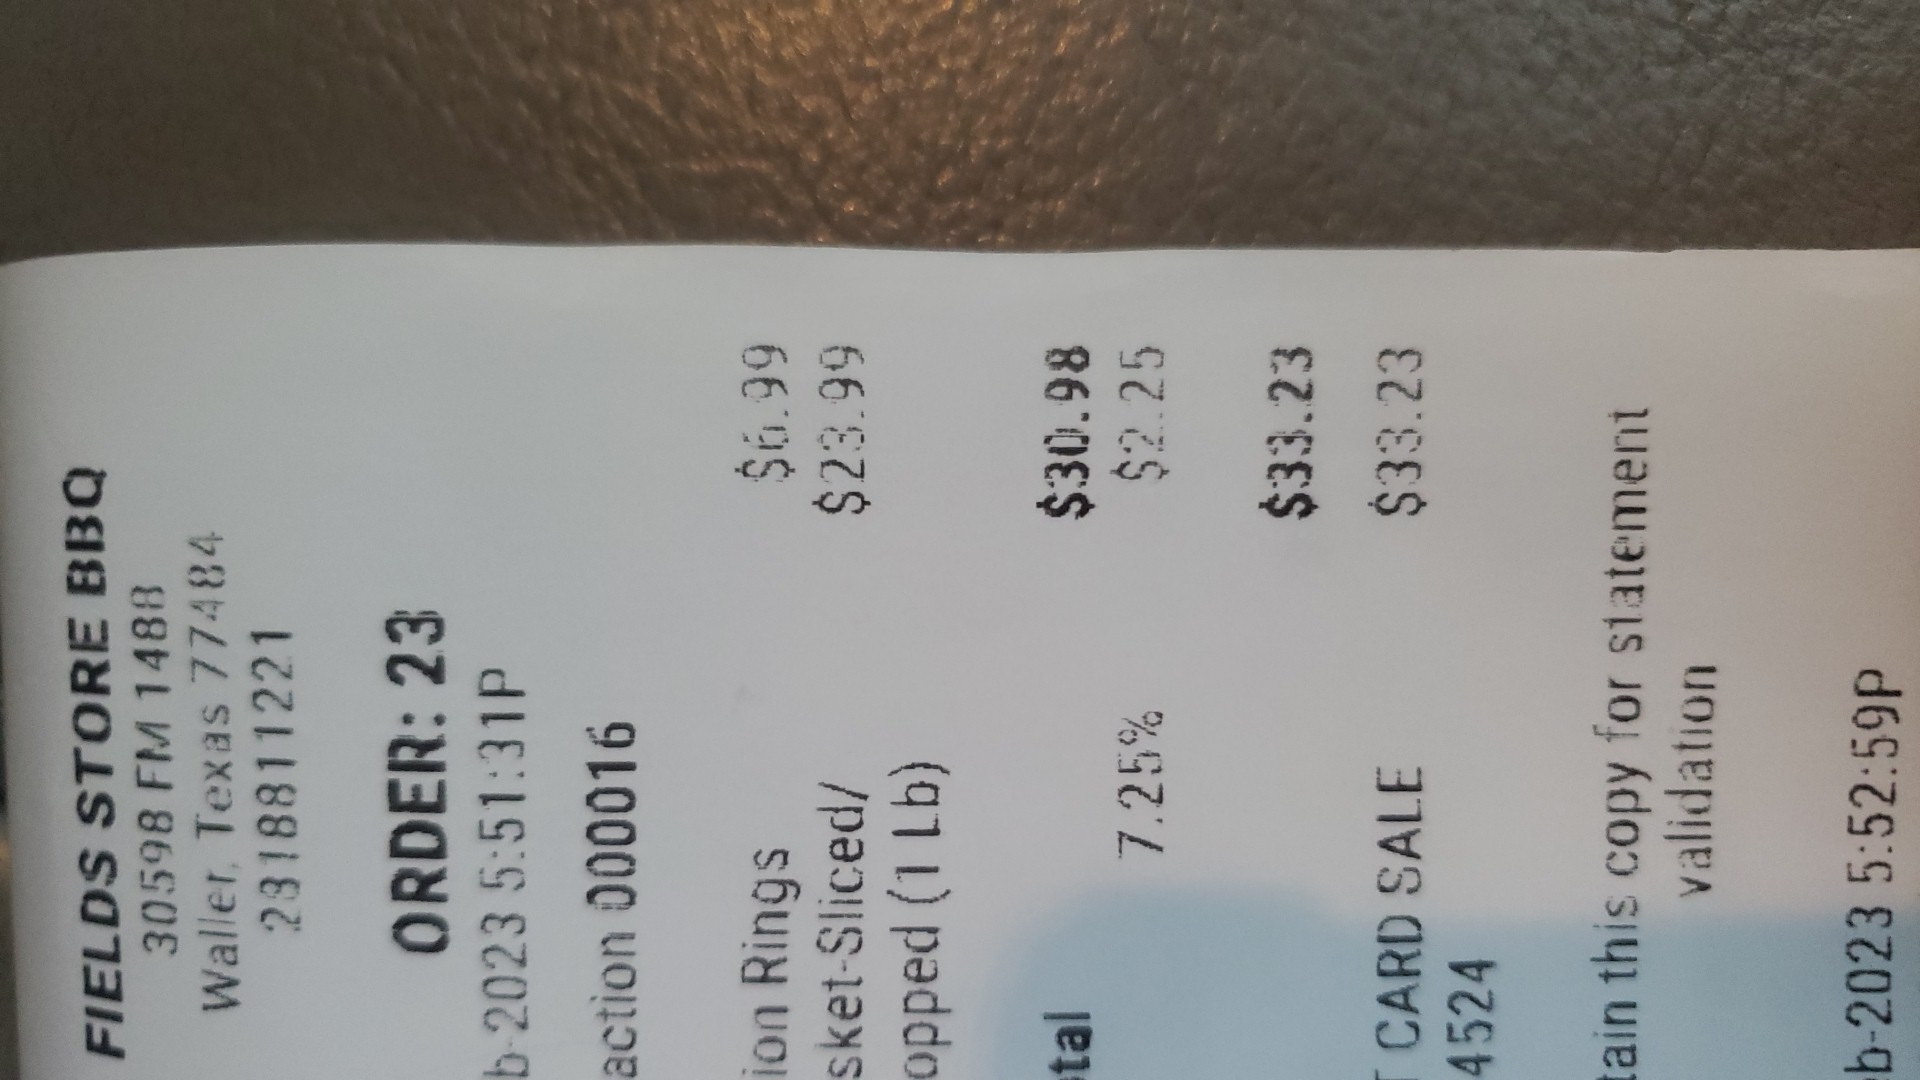 FIELDS STORE BBQ
30598 FM 1488
Waller, Texas 77484
2818811221
ORDER: 23
b-2023 5:51:31P
action 000016
ion Rings $6.99
sket-Sliced/ $23.99
opped (1 Lb)
tal $30.98
7.25% $2.25
$33.23
T CARD SALE $33.23
4524
tain this copy for statement
validation
b-2023 5:52:59P